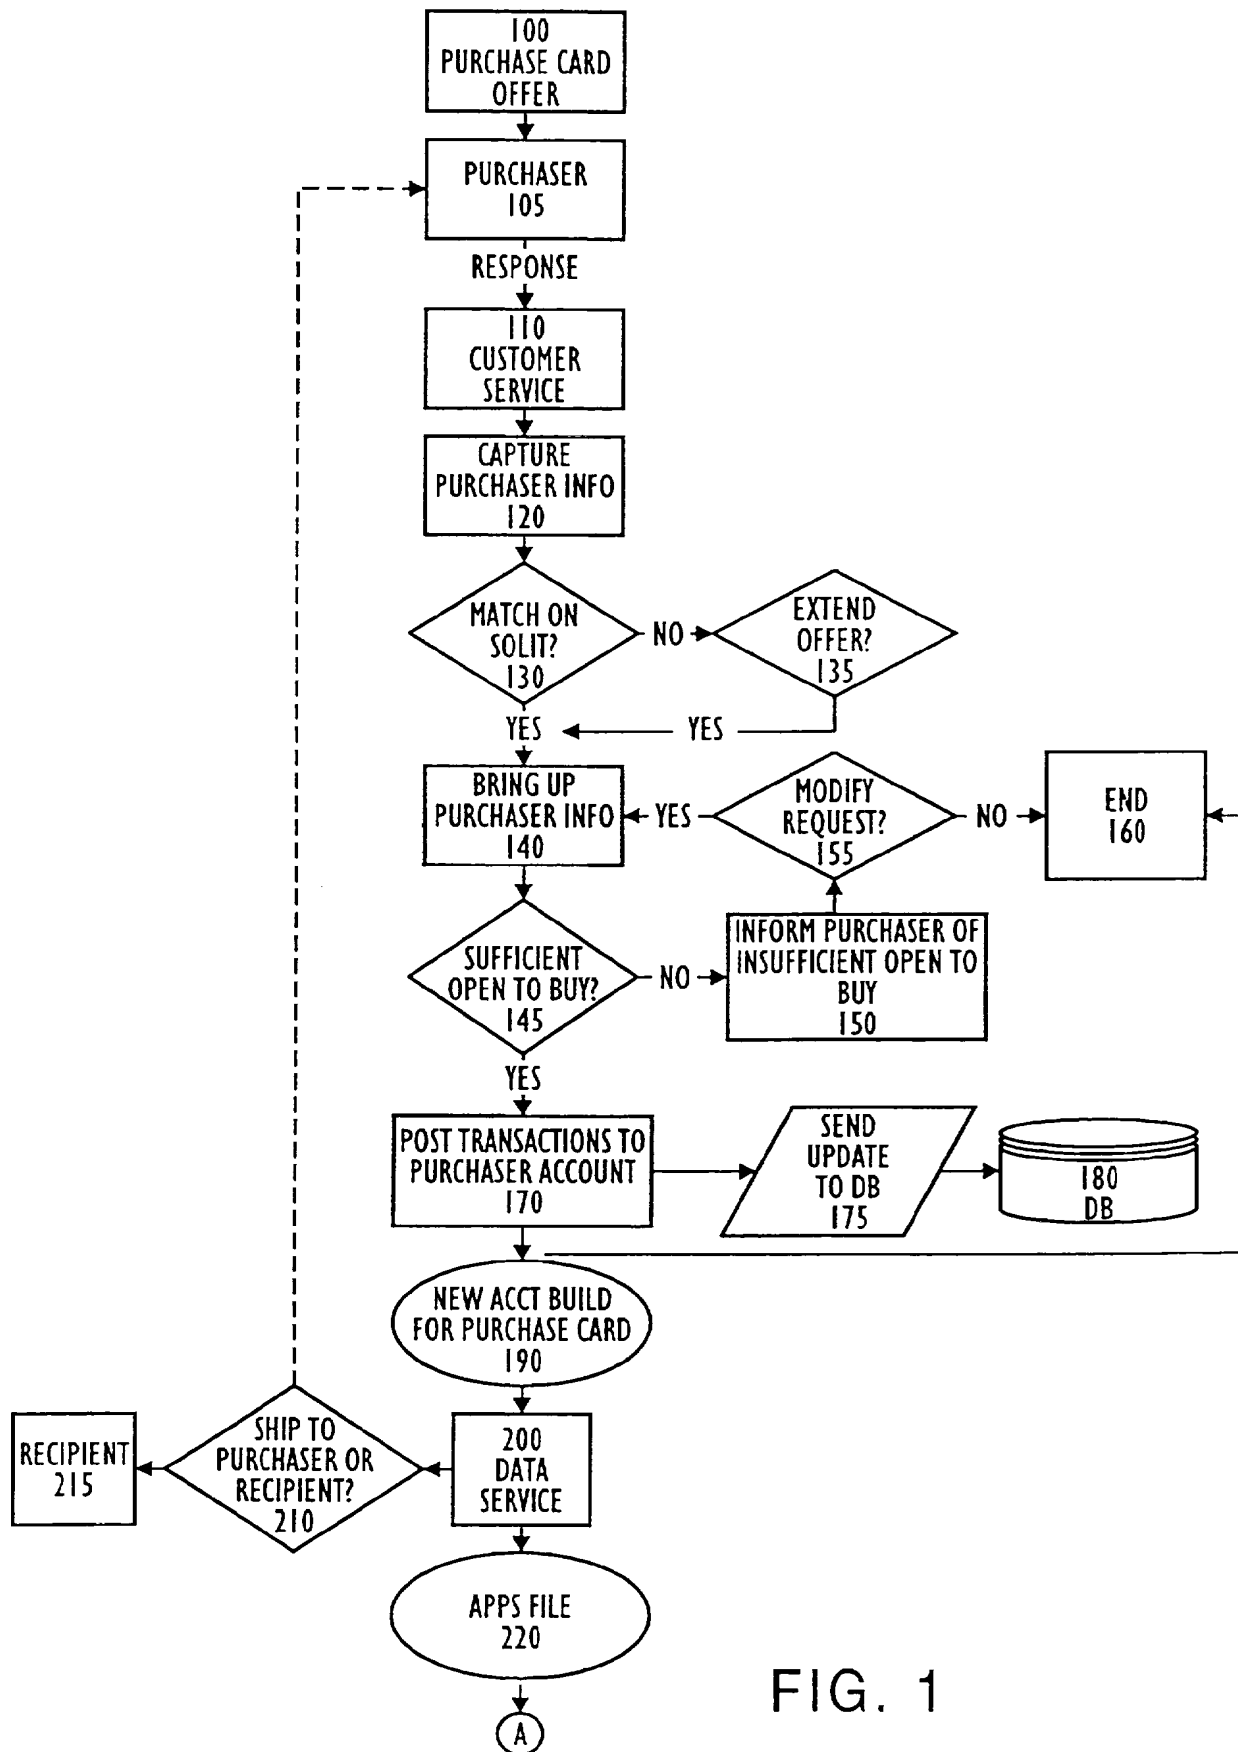 100
PURCHASE CARD
OFFER
PURCHASER
105
RESPONSE
110
CUSTOMER
SERVICE
CAPTURE
PURCHASER INFO
120
MATCH ON
SOLIT?
130
NO
EXTEND
OFFER?
135
YES
YES
BRING UP
PURCHASER INFO
140
YES
MODIFY
REQUEST?
155
NO
END
160
SUFFICIENT
OPEN TO BUY?
145
NO
INFORM PURCHASER OF
INSUFFICIENT OPEN TO
BUY
150
YES
POST TRANSACTIONS TO
PURCHASER ACCOUNT
170
SEND
UPDATE
TO DB
175
180
DB
NEW ACCT BUILD
FOR PURCHASE CARD
190
RECIPIENT
215
SHIP TO
PURCHASER OR
RECIPIENT?
210
200
DATA
SERVICE
APPS FILE
220
A
FIG. 1